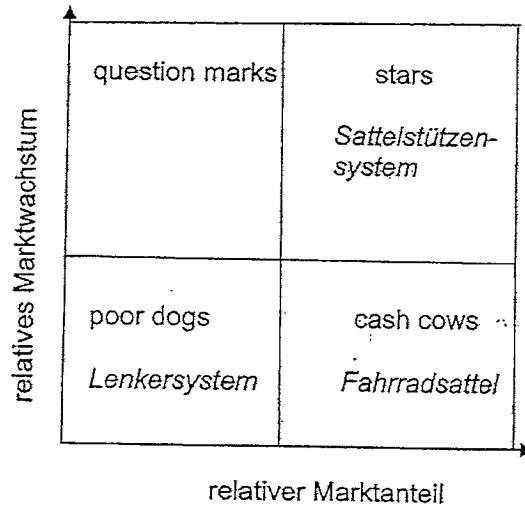 relatives Marktwachstum
question marks
stars
Sattelstützen-
system
poor dogs
Lenkersystem
cash cows
Fahrradsattel
relativer Marktanteil